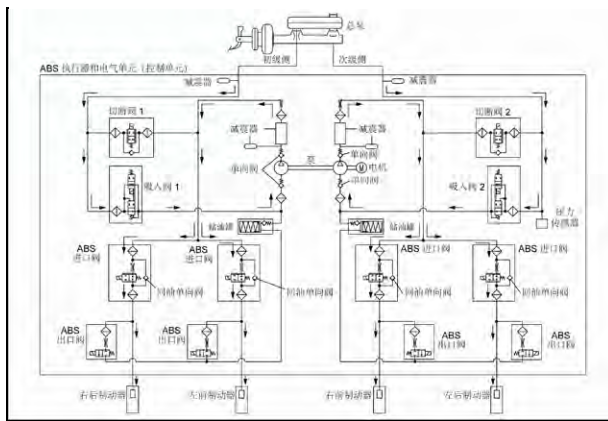 总泵
初级侧
次级侧
ABS 执行器和电气单元 (控制单元)
减震器
减震器
切断阀 1
切断阀 2
减震器
减震器
单向阀
单向阀
泵
M
电机
单向阀
吸入阀 1
吸入阀 2
压力
传感器
贮油罐
贮油罐
ABS
进口阀
ABS
进口阀
ABS 进口阀
ABS
进口阀
回油单向阀
回油单向阀
回油单向阀
回油单向阀
ABS
出口阀
ABS
出口阀
ABS
出口阀
ABS
出口阀
右后制动器
左前制动器
右前制动器
左后制动器